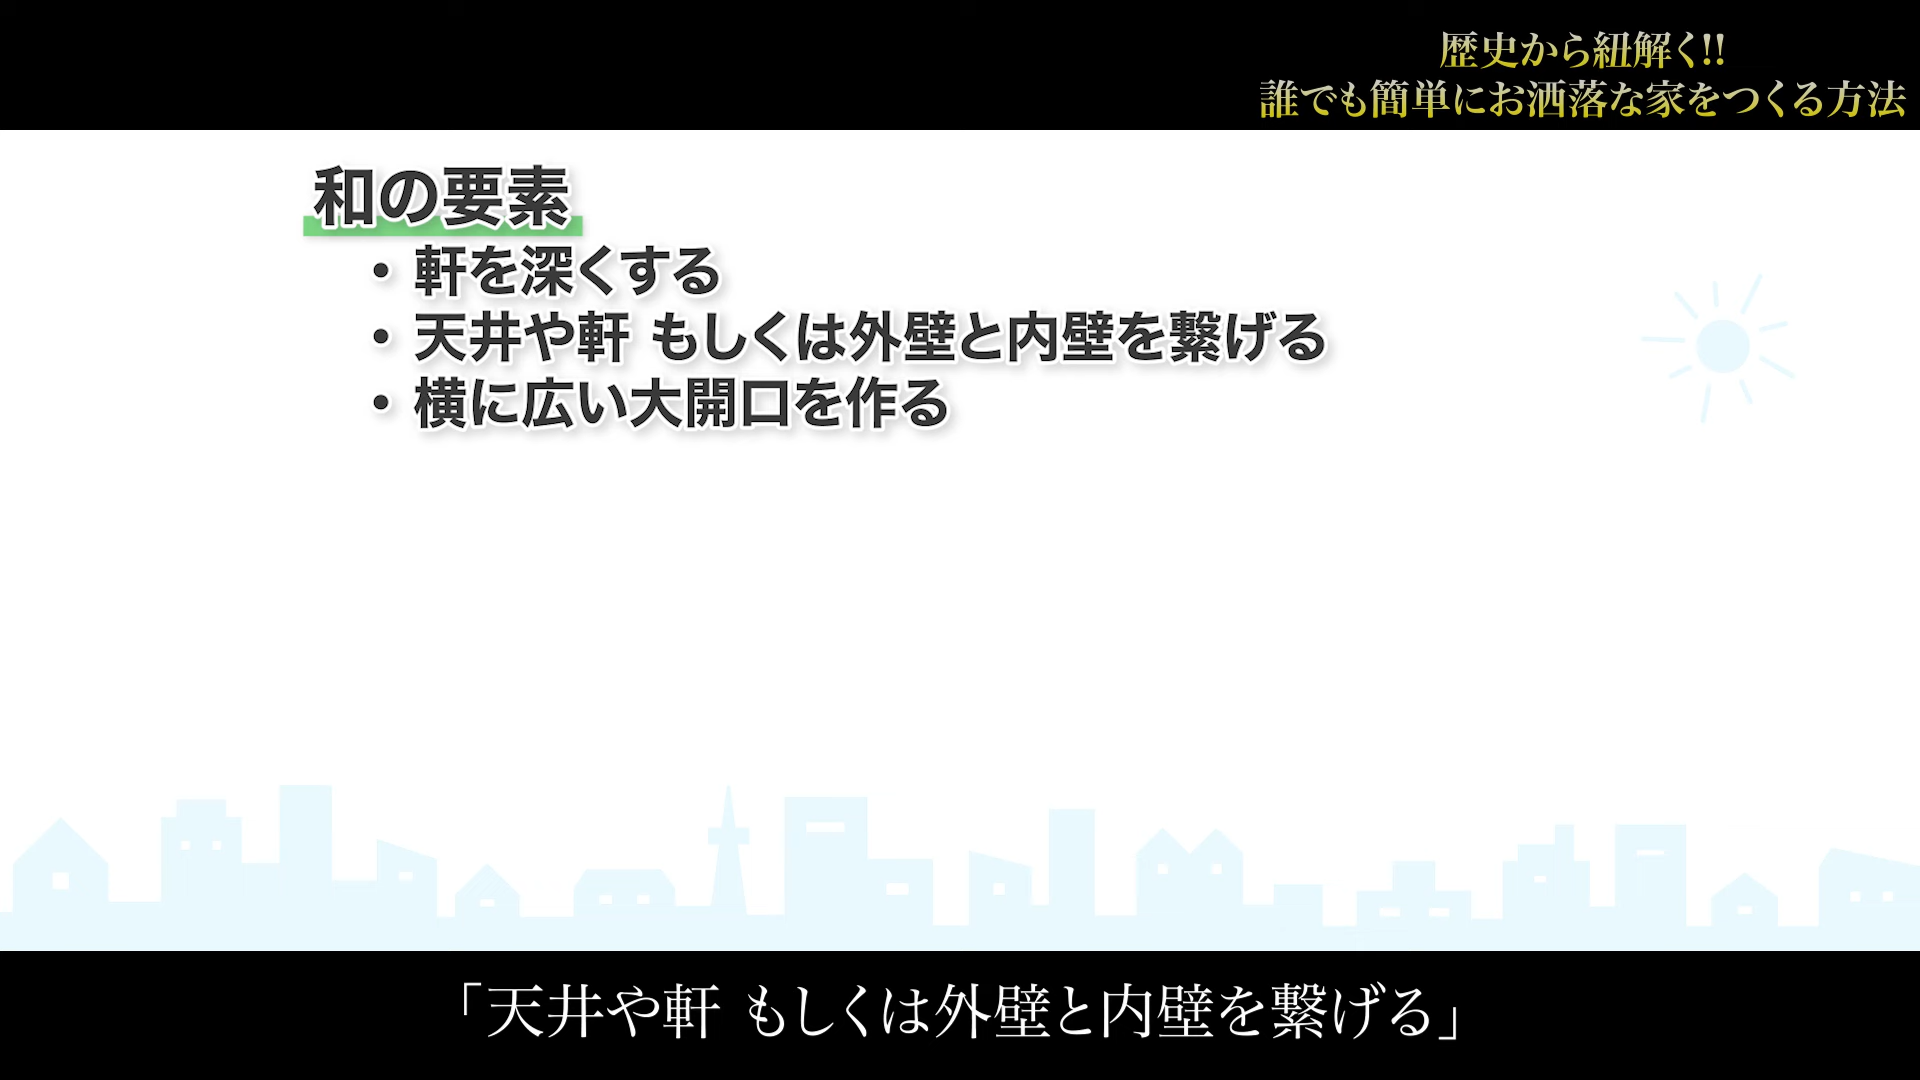 歴史から紐解く!!
誰でも簡単にお洒落な家をつくる方法
和の要素
・軒を深くする
・天井や軒 もしくは外壁と内壁を繋げる
・横に広い大開口を作る
「天井や軒 もしくは外壁と内壁を繋げる」